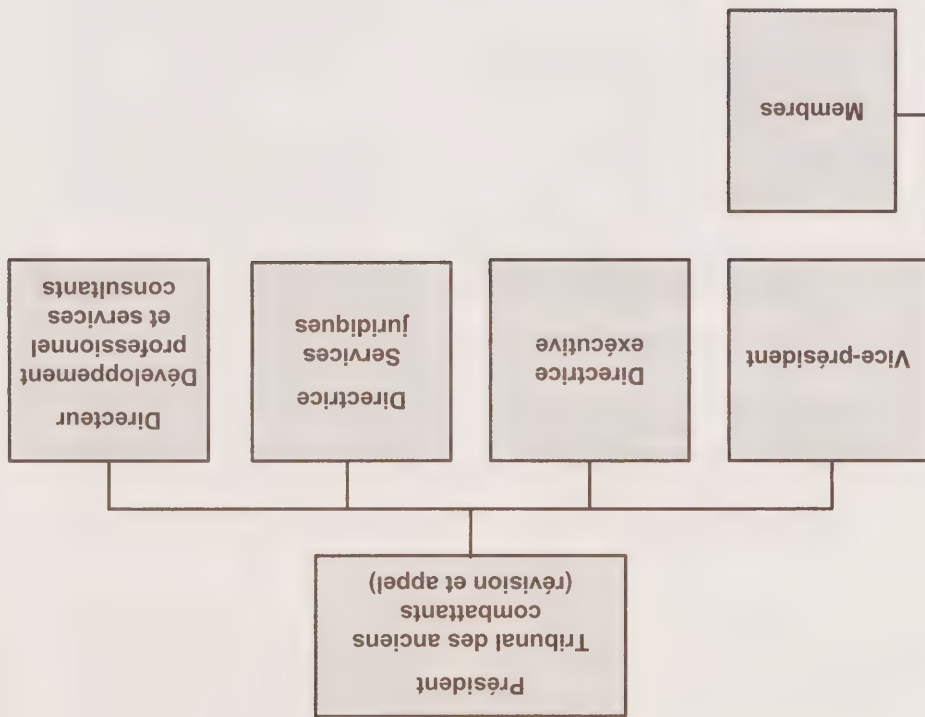 Président
Tribunal des anciens
combattants
(révision et appel)
Vice-président
Directrice
exécutive
Directrice
Services
juridiques
Directeur
Développement
professionnel
et services
consultants
Membres